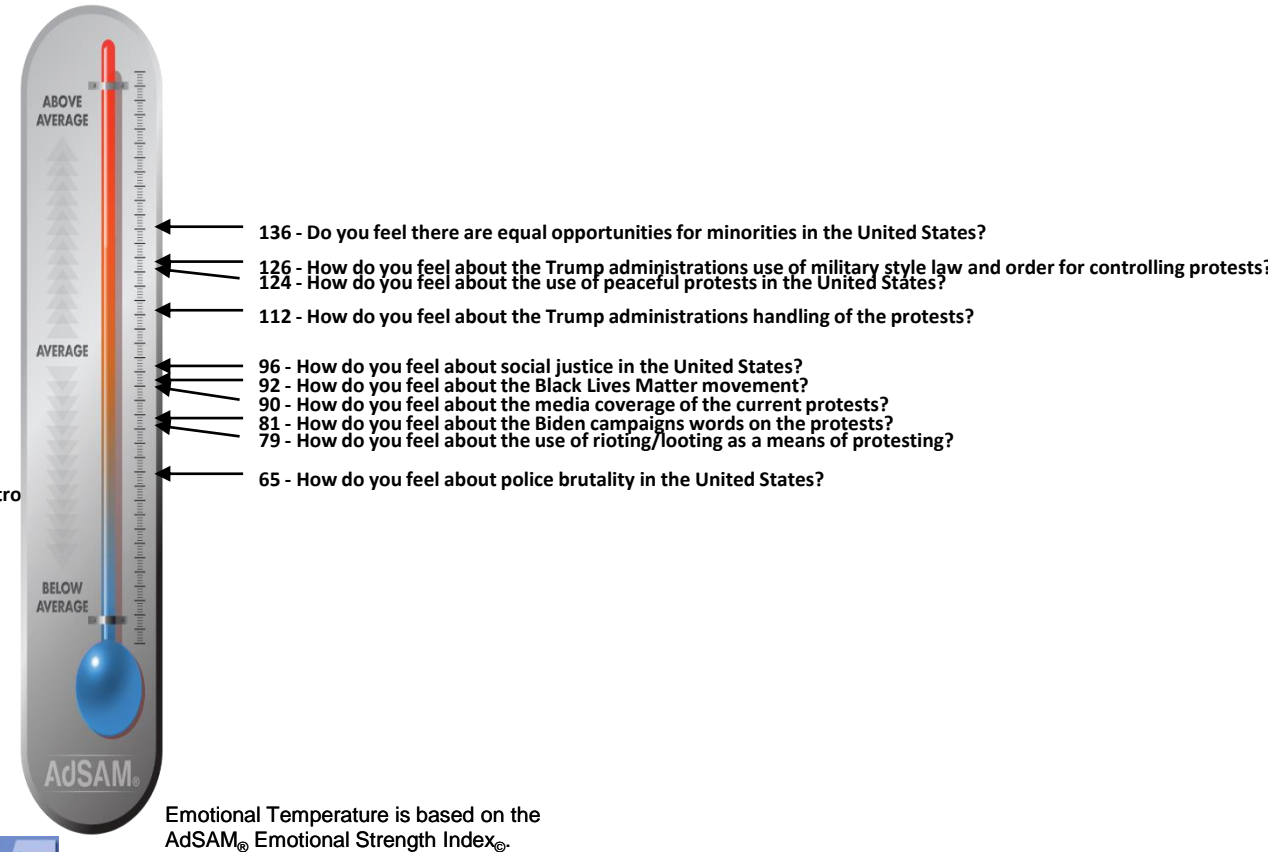 ABOVE
AVERAGE
136 - Do you feel there are equal opportunities for minorities in the United States?
126 - How do you feel about the Trump administrations use of military style law and order for controlling protests?
124 - How do you feel about the use of peaceful protests in the United States?
112 - How do you feel about the Trump administrations handling of the protests?
AVERAGE
96 - How do you feel about social justice in the United States?
92 - How do you feel about the Black Lives Matter movement?
90 - How do you feel about the media coverage of the current protests?
81 - How do you feel about the Biden campaigns words on the protests?
79 - How do you feel about the use of rioting/looting as a means of protesting?
65 - How do you feel about police brutality in the United States?
tro
BELOW
AVERAGE
AdSAM®
Emotional Temperature is based on the
AdSAM® Emotional Strength Index©.